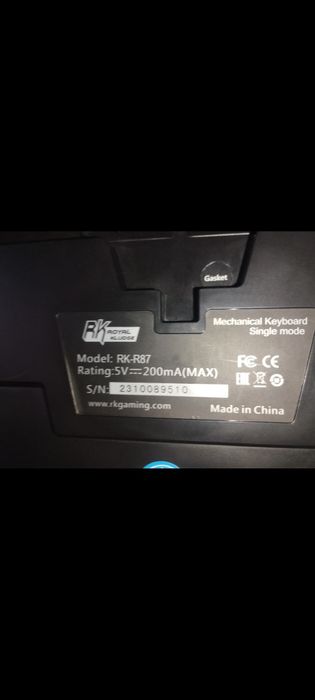 Gasket
Mechanical Keyboard
Single mode
RK ROYAL KLUDGE
Model: RK-R87
Rating:5V⎓200mA(MAX)
S/N: 2310089510
www.rkgaming.com
FC CE
EAC
Made in China